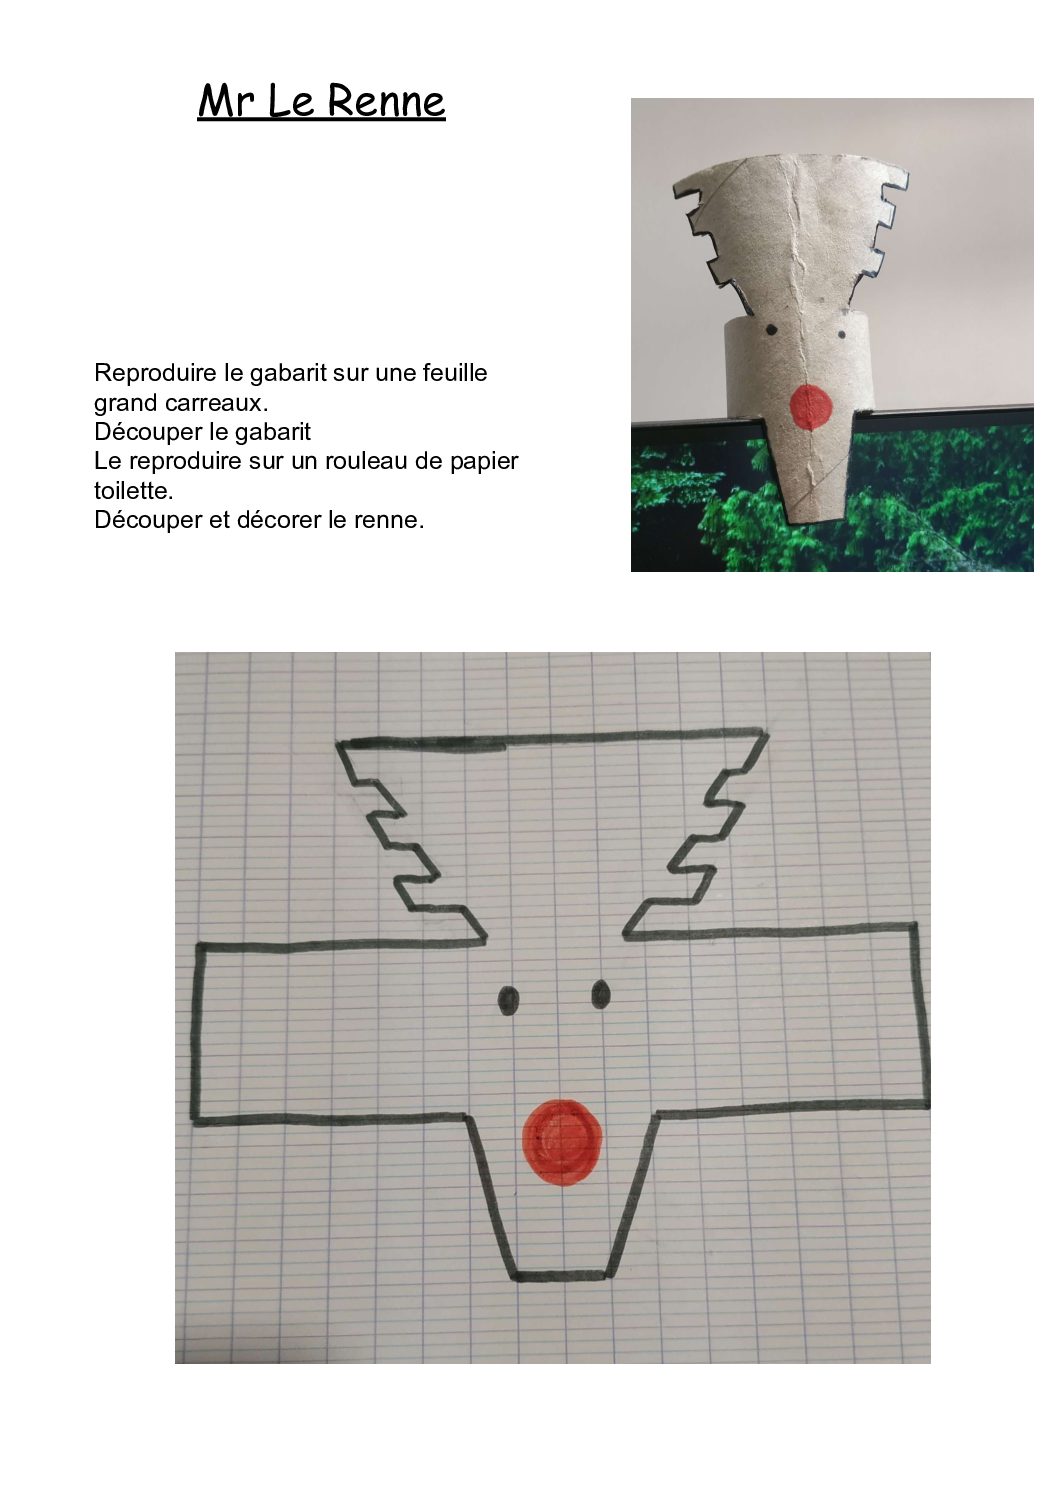 Mr Le Renne
Reproduire le gabarit sur une feuille
grand carreaux.
Découper le gabarit
Le reproduire sur un rouleau de papier
toilette.
Découper et décorer le renne.